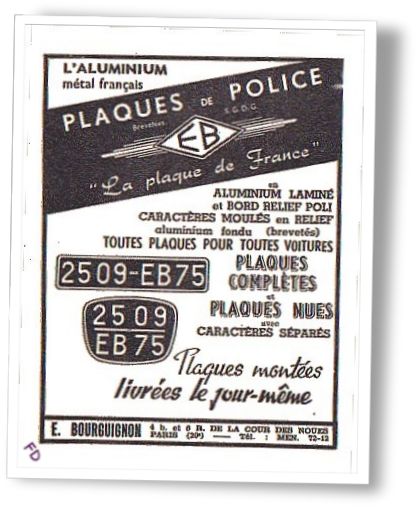 L'ALUMINIUM
métal français
PLAQUES DE POLICE
Brevetées S.G.D.G.
EB
"La plaque de France"
en
ALUMINIUM LAMINÉ
et BORD RELIEF POLI
CARACTÈRES MOULÉS en RELIEF
aluminium fondu (brevetés)
TOUTES PLAQUES POUR TOUTES VOITURES
2509-EB75
PLAQUES
COMPLÈTES
et
PLAQUES NUES
avec
CARACTÈRES SÉPARÉS
2509
EB75
Plaques montées
livrées le jour-même
E. BOURGUIGNON 4 b. et 6 R. DE LA COUR DES NOUES
PARIS (20e) — Tél. : MEN. 72-12
FD